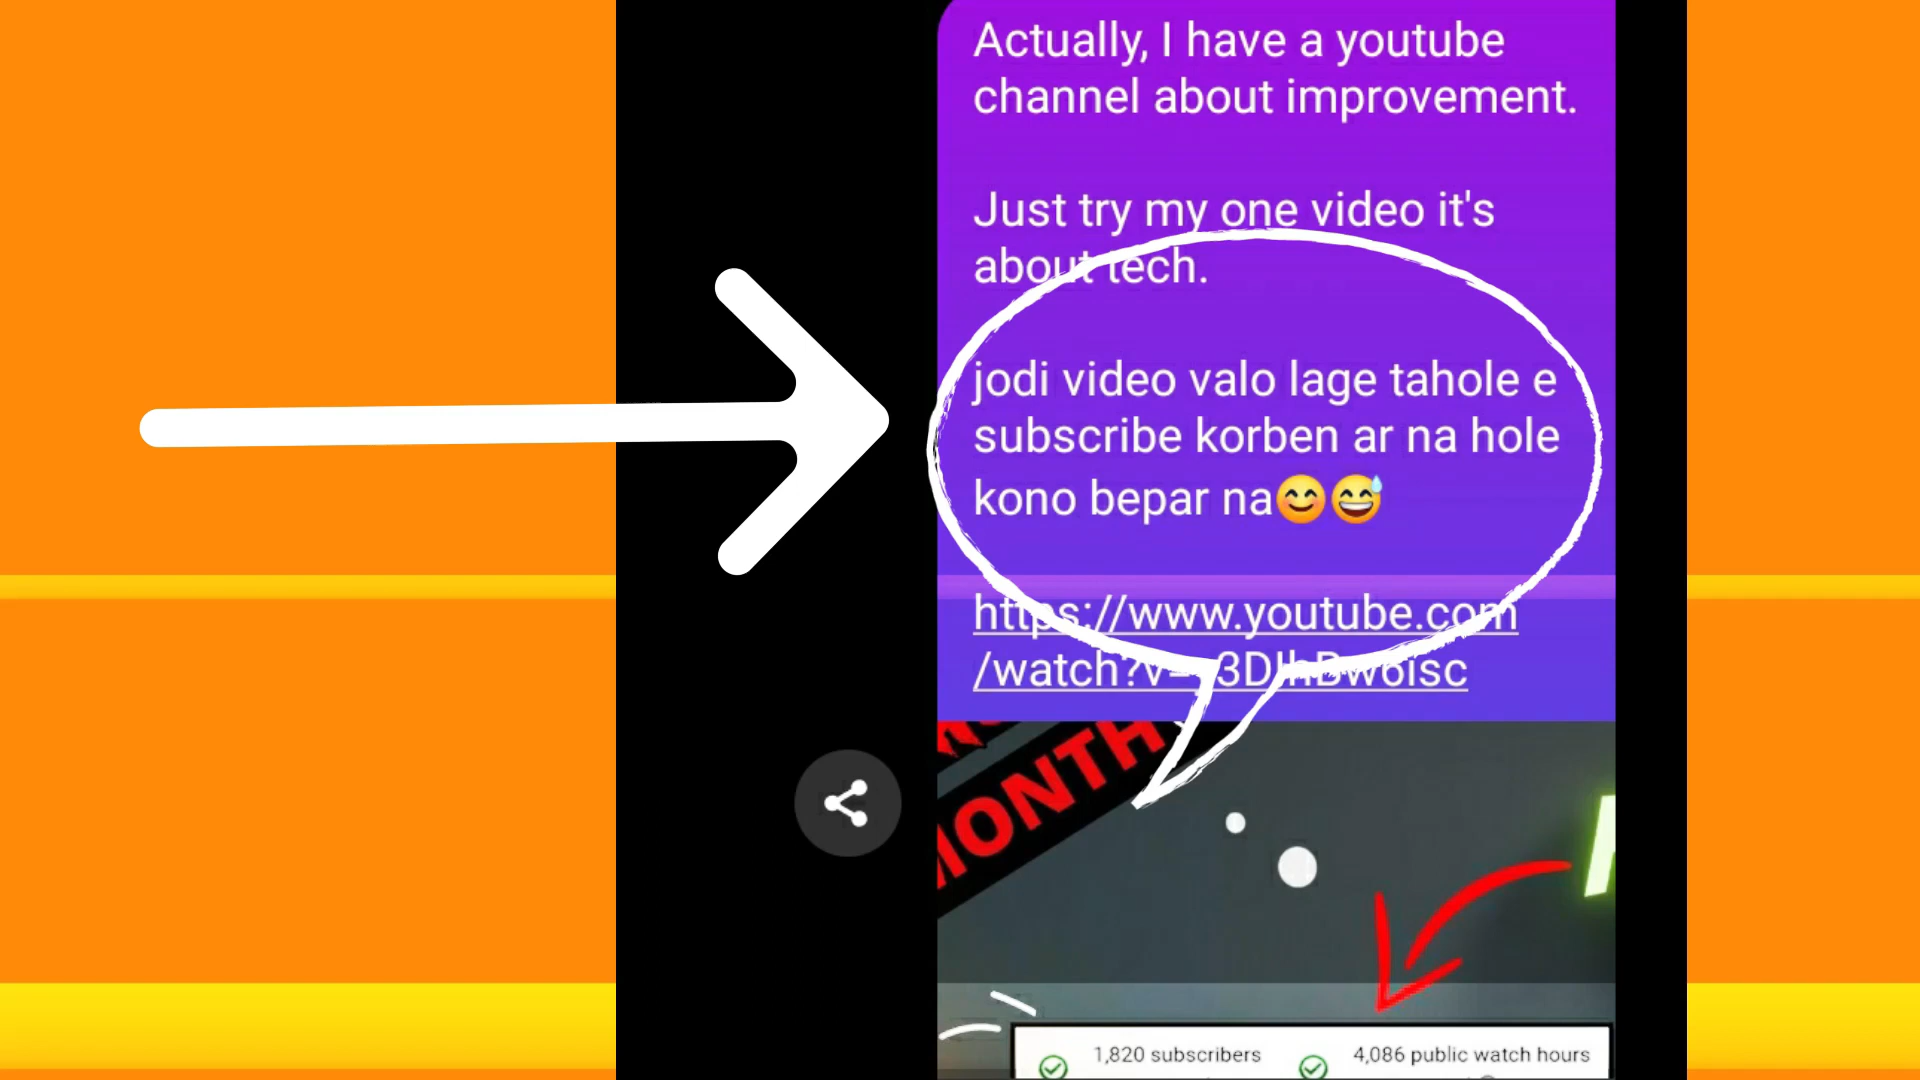 Actually, I have a youtube
channel about improvement.
Just try my one video it's
about tech.
jodi video valo lage tahole e
subscribe korben ar na hole
kono bepar na😊😅
https://www.youtube.com
MONTH
1,820 subscribers
4,086 public watch hours